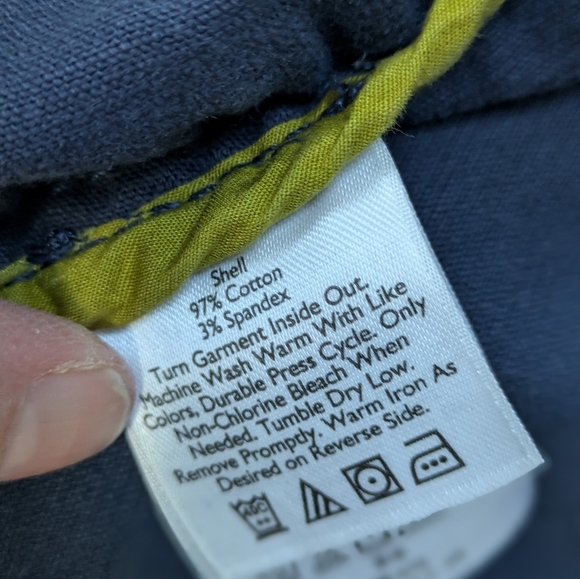 Shell
97% Cotton
3% Spandex
Turn Garment Inside Out.
Machine Wash Warm With Like
Colors, Durable Press Cycle. Only
Non-Chlorine Bleach When
Needed. Tumble Dry Low.
Remove Promptly. Warm Iron As
Desired on Reverse Side.